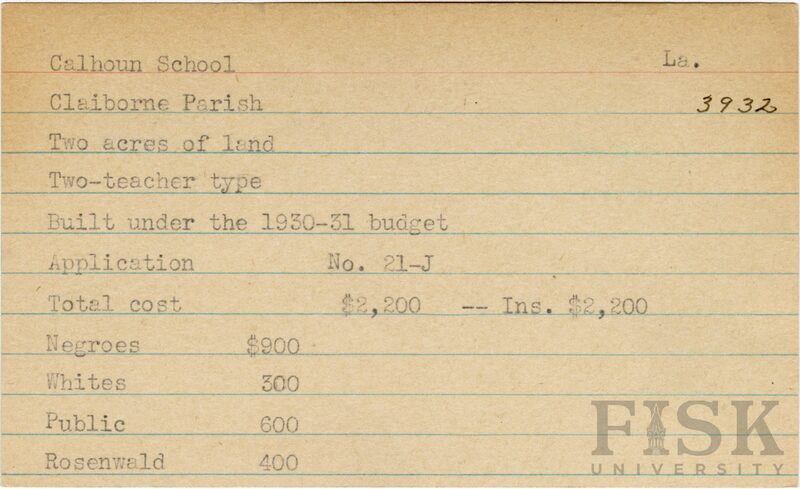 Calhoun School La.
Claiborne Parish 3932
Two acres of land
Two-teacher type
Built under the 1930-31 budget
Application No. 21-J
Total cost $2,200 -- Ins. $2,200
Negroes $900
Whites 300
Public 600
Rosenwald 400
FISK
UNIVERSITY